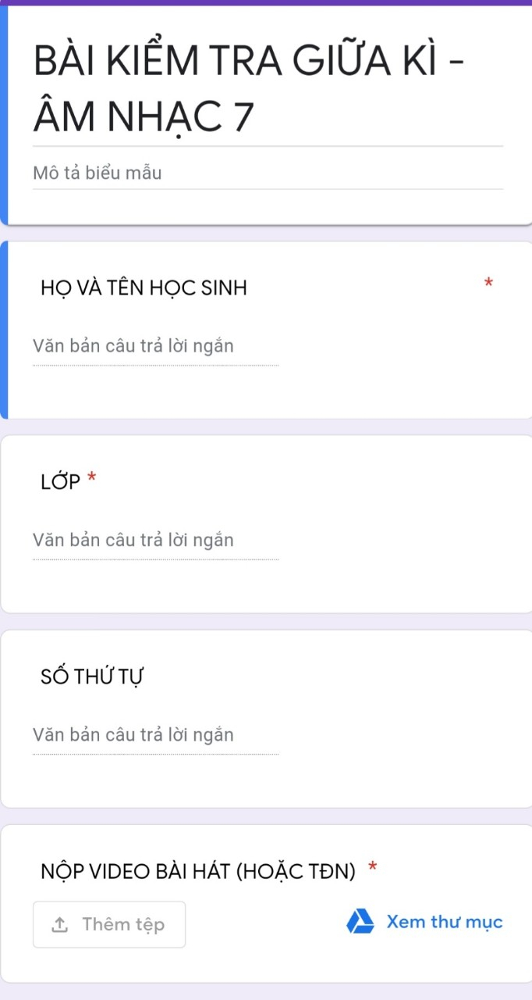 BÀI KIỂM TRA GIỮA KÌ -
ÂM NHẠC 7
Mô tả biểu mẫu
HỌ VÀ TÊN HỌC SINH *
Văn bản câu trả lời ngắn
LỚP *
Văn bản câu trả lời ngắn
SỐ THỨ TỰ
Văn bản câu trả lời ngắn
NỘP VIDEO BÀI HÁT (HOẶC TĐN) *
Thêm tệp
Xem thư mục